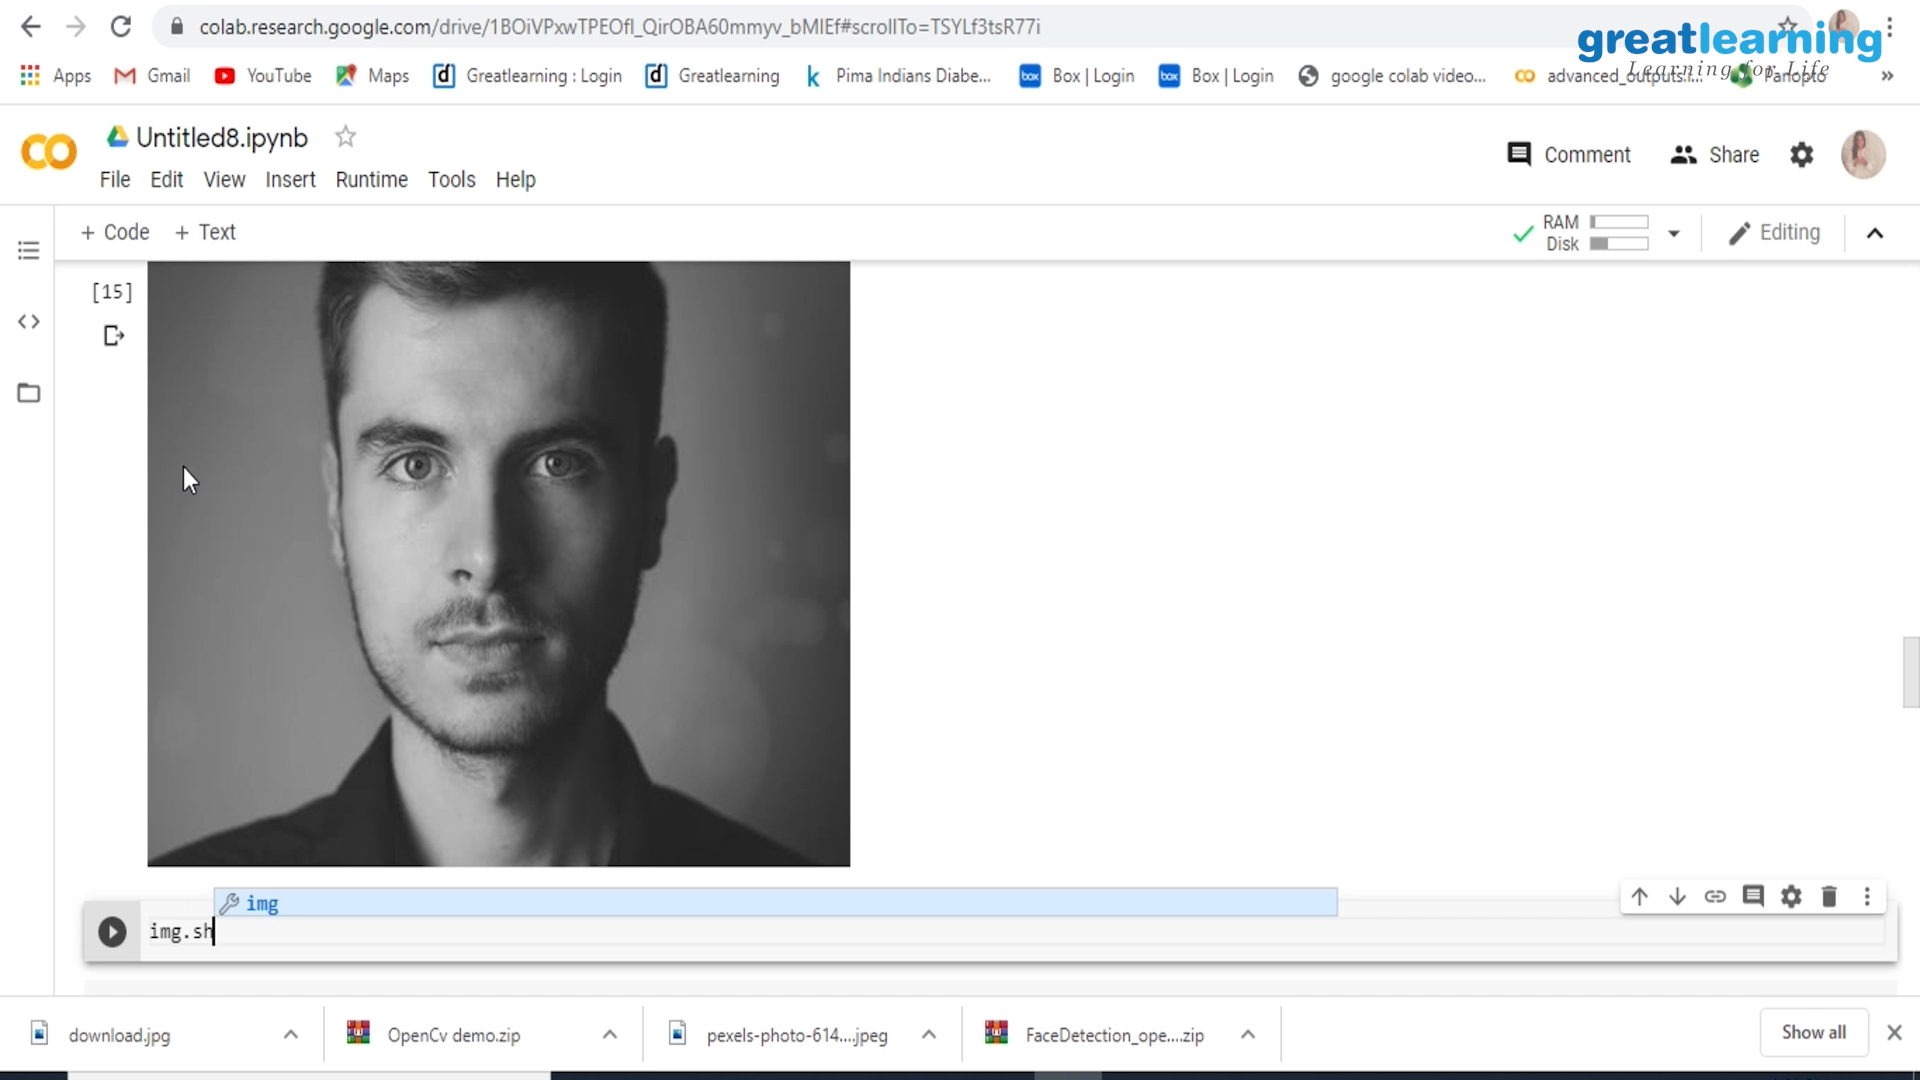 colab.research.google.com/drive/1BOiVPxwTPEOfl_QirOBA60mmyv_bMIEf#scrollTo=TSYLf3tsR77i
greatlearning
Learning for Life
Apps Gmail YouTube Maps Greatlearning : Login Greatlearning Pima Indians Diabe... Box | Login Box | Login google colab video... advanced_outputs.i... Panopto »
Untitled8.ipynb
Comment Share
File Edit View Insert Runtime Tools Help
+ Code + Text
RAM
Disk
Editing
[15]
img
img.sh
download.jpg OpenCv demo.zip pexels-photo-614....jpeg FaceDetection_ope....zip Show all